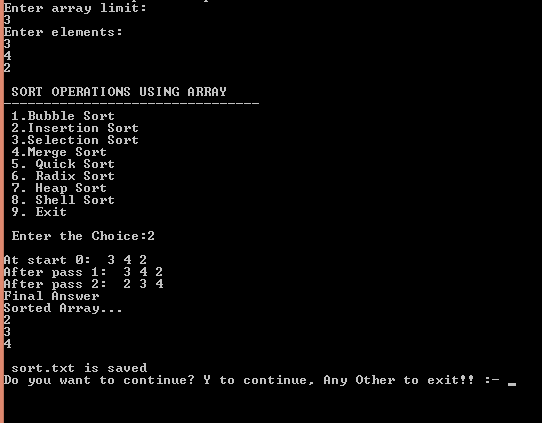 Enter array limit:
3
Enter elements:
3
4
2
SORT OPERATIONS USING ARRAY
--------------------------------
1.Bubble Sort
2.Insertion Sort
3.Selection Sort
4.Merge Sort
5. Quick Sort
6. Radix Sort
7. Heap Sort
8. Shell Sort
9. Exit
Enter the Choice:2
At start 0: 3 4 2
After pass 1: 3 4 2
After pass 2: 2 3 4
Final Answer
Sorted Array...
2
3
4
sort.txt is saved
Do you want to continue? Y to continue, Any Other to exit!! :- _